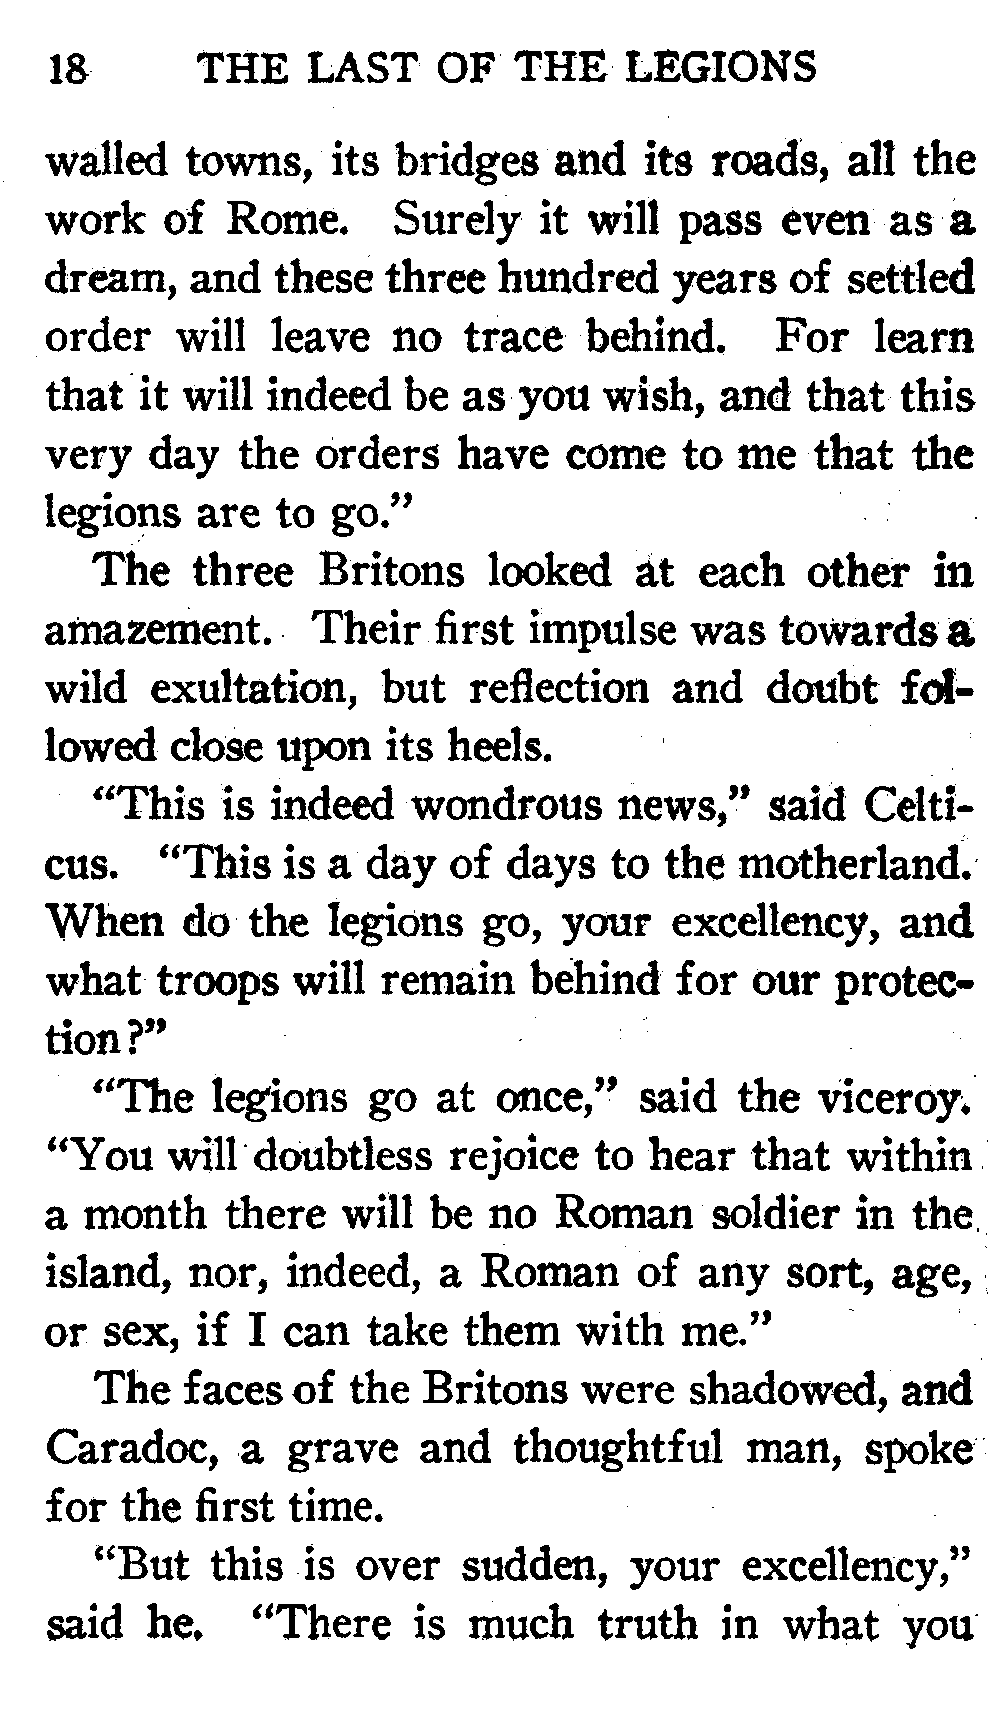 18 THE LAST OF THE LEGIONS
walled towns, its bridges and its roads, all the
work of Rome. Surely it will pass even as a
dream, and these three hundred years of settled
order will leave no trace behind. For learn
that it will indeed be as you wish, and that this
very day the orders have come to me that the
legions are to go."
The three Britons looked at each other in
amazement. Their first impulse was towards a
wild exultation, but reflection and doubt fol-
lowed close upon its heels.
"This is indeed wondrous news," said Celti-
cus. "This is a day of days to the motherland.
When do the legions go, your excellency, and
what troops will remain behind for our protec-
tion?"
"The legions go at once," said the viceroy.
"You will doubtless rejoice to hear that within
a month there will be no Roman soldier in the
island, nor, indeed, a Roman of any sort, age,
or sex, if I can take them with me."
The faces of the Britons were shadowed, and
Caradoc, a grave and thoughtful man, spoke
for the first time.
"But this is over sudden, your excellency,"
said he. "There is much truth in what you